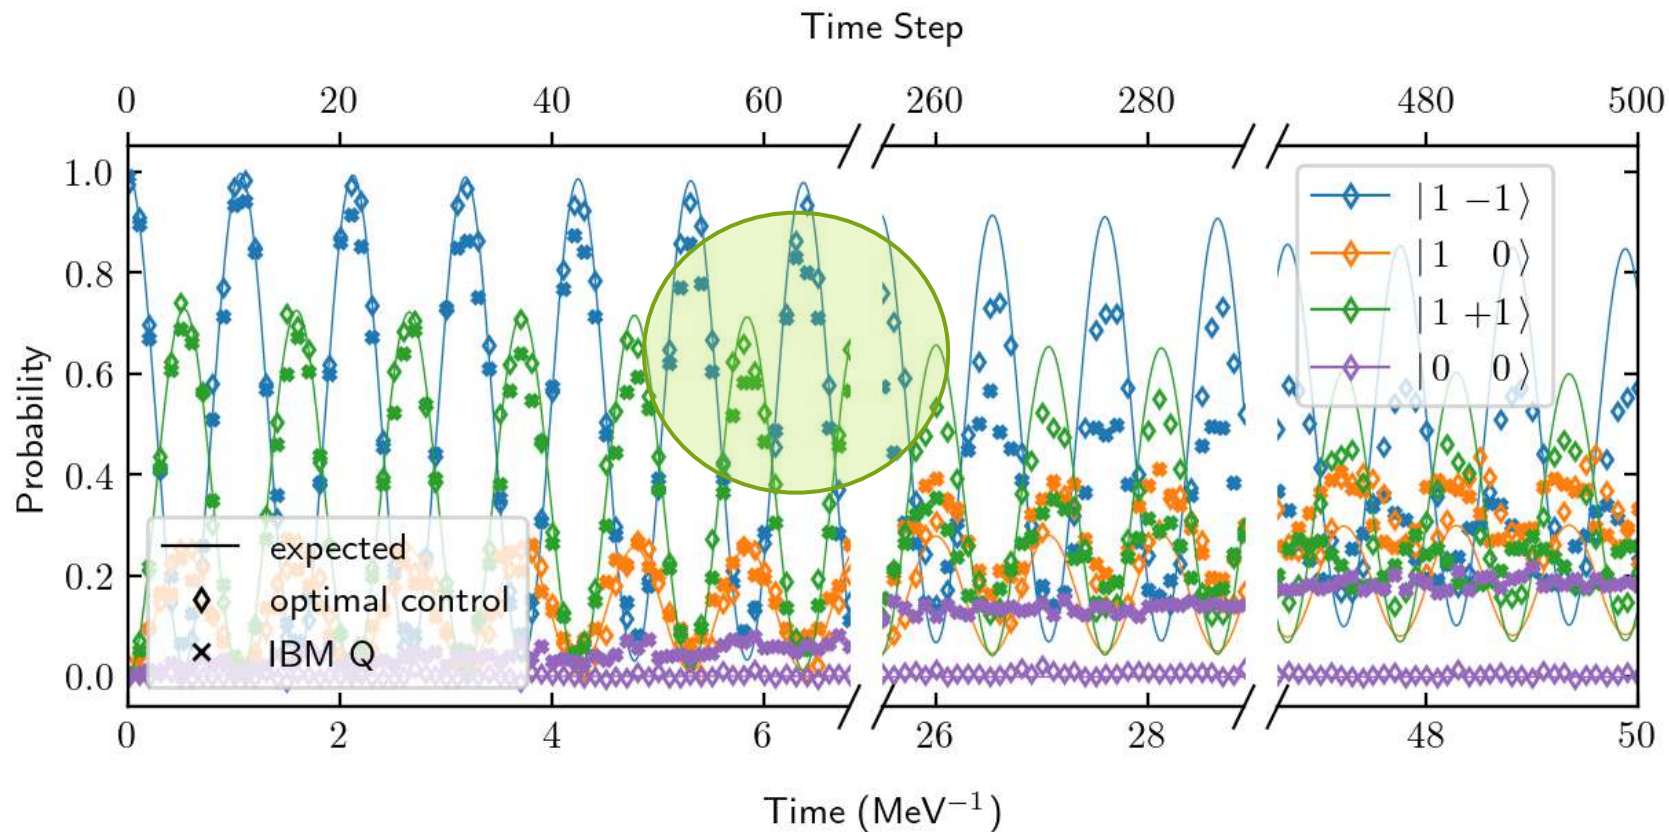 Time Step
0 20 40 60 260 280 480 500
1.0
0.8
0.6
0.4
0.2
0.0
Probability
|1 −1⟩
|1 0⟩
|1 +1⟩
|0 0⟩
expected
optimal control
IBM Q
0 2 4 6 26 28 48 50
Time (MeV⁻¹)